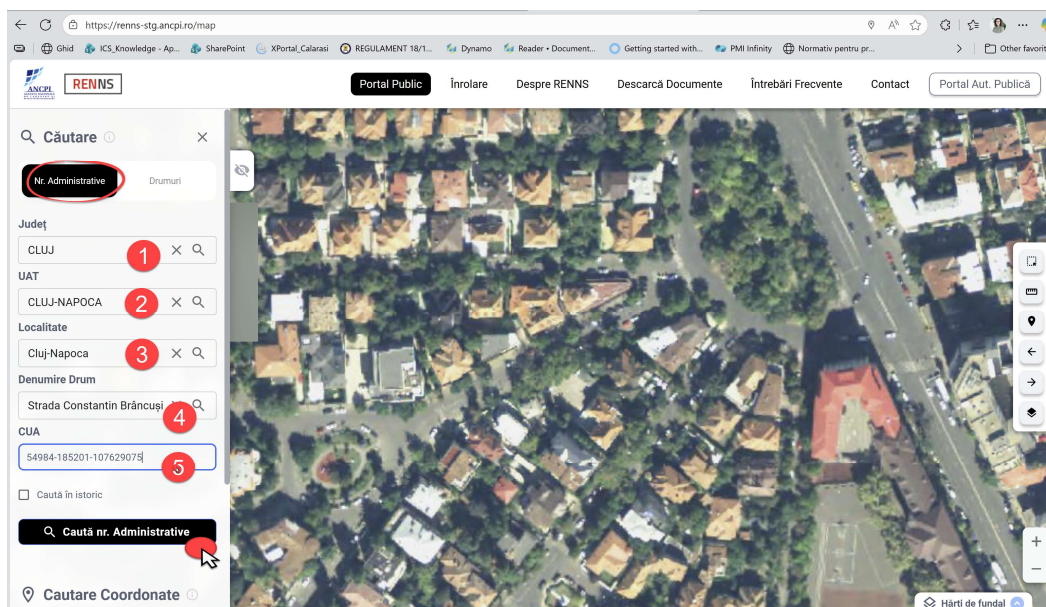 https://renns-stg.ancpi.ro/map
Ghid
ICS_Knowledge - Ap...
SharePoint
XPortal_Calarasi
REGULAMENT 18/1...
Dynamo
Reader • Document...
Getting started with...
PMI Infinity
Normativ pentru pr...
Other favorit
ANCPI
RENNS
Portal Public
Înrolare
Despre RENNS
Descarcă Documente
Întrebări Frecvente
Contact
Portal Aut. Publică
Căutare
Nr. Administrative
Drumuri
Județ
CLUJ
1
UAT
CLUJ-NAPOCA
2
Localitate
Cluj-Napoca
3
Denumire Drum
Strada Constantin Brâncuși
4
CUA
54984-185201-107629075
5
Caută în istoric
Caută nr. Administrative
Cautare Coordonate
Hărți de fundal